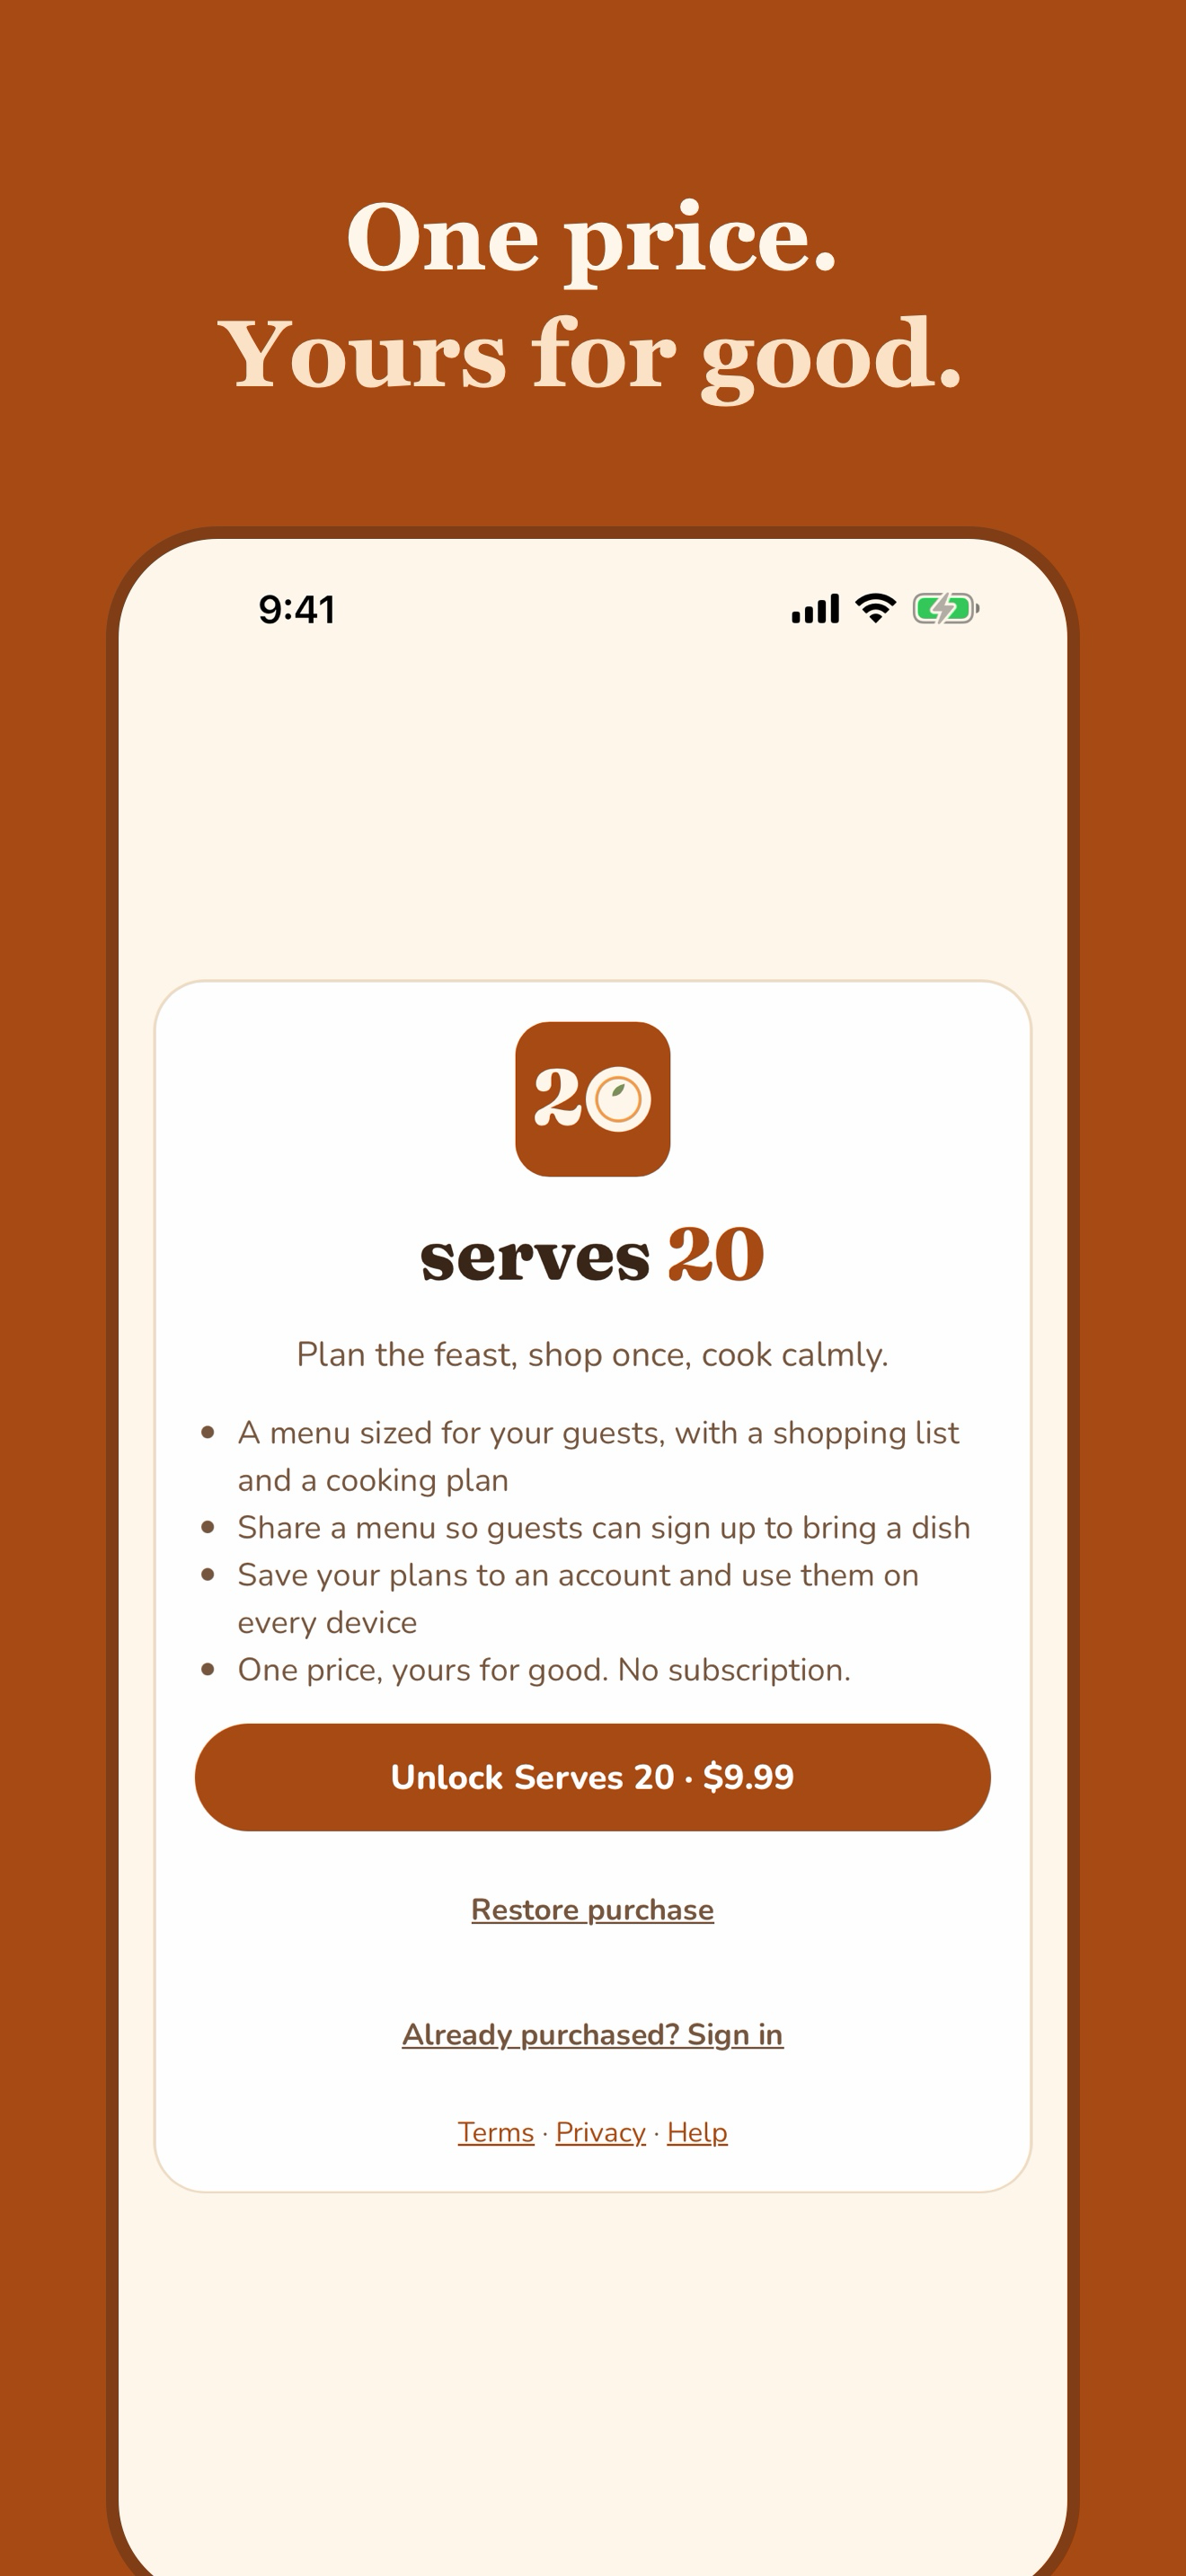 One price.
Yours for good.
9:41
20
serves 20
Plan the feast, shop once, cook calmly.
• A menu sized for your guests, with a shopping list
and a cooking plan
• Share a menu so guests can sign up to bring a dish
• Save your plans to an account and use them on
every device
• One price, yours for good. No subscription.
Unlock Serves 20 · $9.99
Restore purchase
Already purchased? Sign in
Terms · Privacy · Help